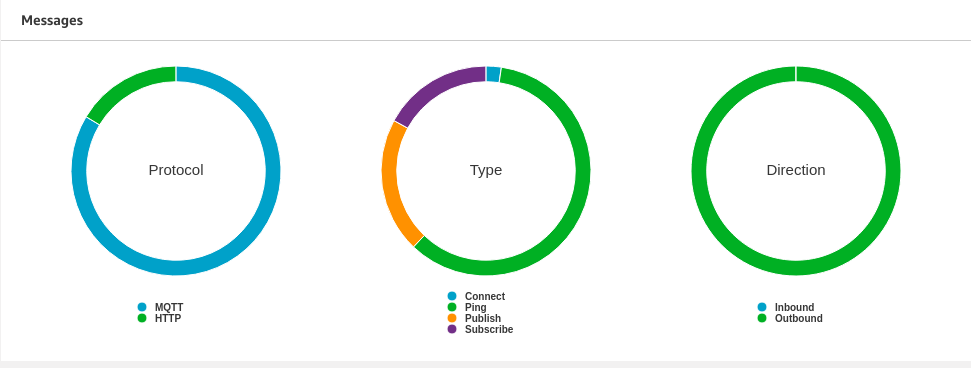 Messages
Protocol
Type
Direction
MQTT
HTTP
Connect
Ping
Publish
Subscribe
Inbound
Outbound